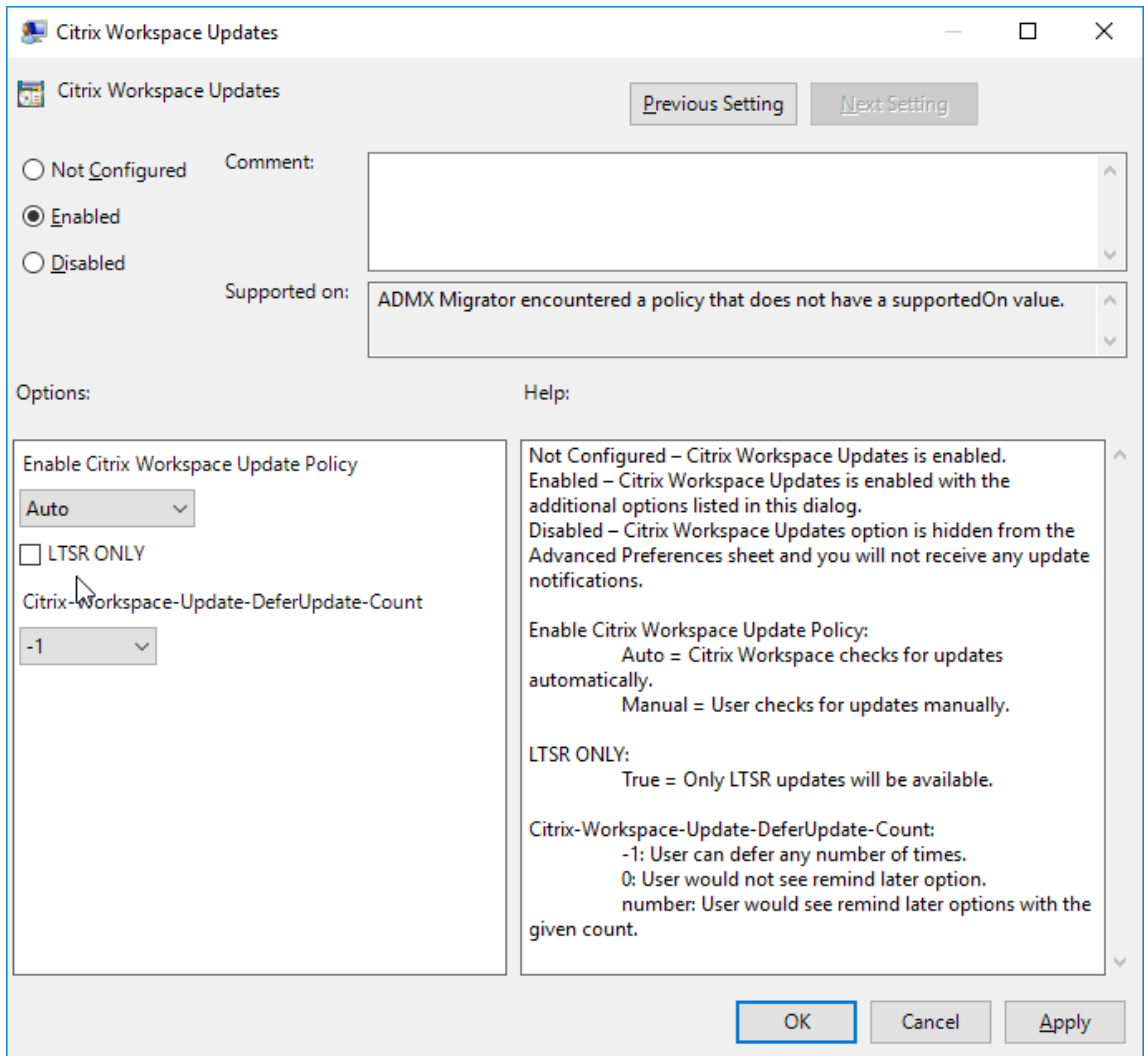 Citrix Workspace Updates
Citrix Workspace Updates
Previous Setting
Next Setting
Not Configured
Comment:
Enabled
Disabled
Supported on:
ADMX Migrator encountered a policy that does not have a supportedOn value.
Options:
Help:
Enable Citrix Workspace Update Policy
Auto
LTSR ONLY
Citrix-Workspace-Update-DeferUpdate-Count
-1
Not Configured – Citrix Workspace Updates is enabled.
Enabled – Citrix Workspace Updates is enabled with the
additional options listed in this dialog.
Disabled – Citrix Workspace Updates option is hidden from the
Advanced Preferences sheet and you will not receive any update
notifications.
Enable Citrix Workspace Update Policy:
Auto = Citrix Workspace checks for updates
automatically.
Manual = User checks for updates manually.
LTSR ONLY:
True = Only LTSR updates will be available.
Citrix-Workspace-Update-DeferUpdate-Count:
-1: User can defer any number of times.
0: User would not see remind later option.
number: User would see remind later options with the
given count.
OK
Cancel
Apply